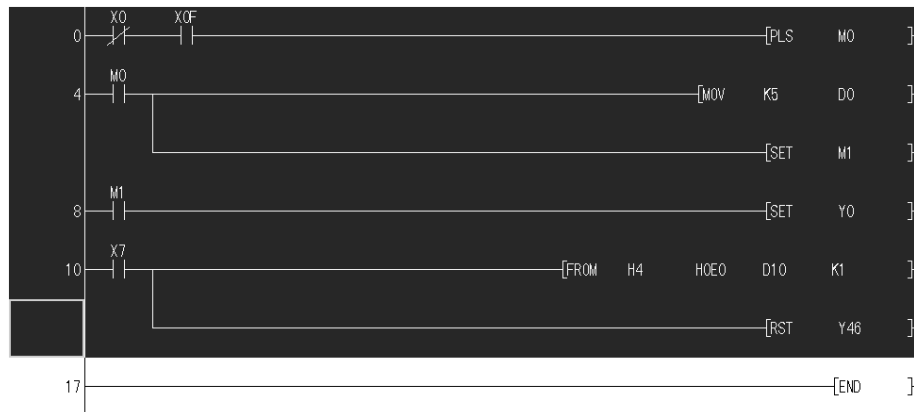 X0 X0F
0 [PLS M0 ]
M0
4 [MOV K5 D0 ]
[SET M1 ]
M1
8 [SET Y0 ]
X7
10 [FROM H4 H0E0 D10 K1 ]
[RST Y46 ]
17 [END ]